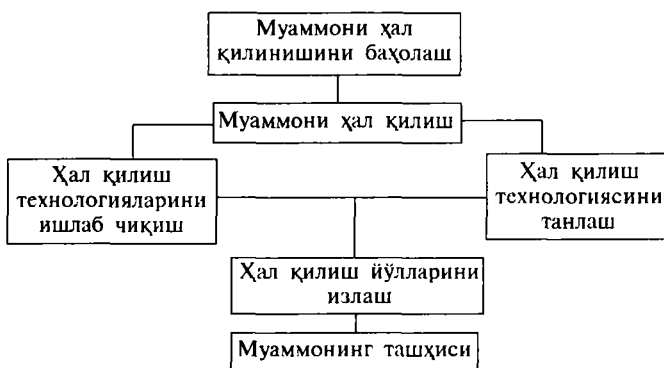 Муаммони ҳал
қилинишини баҳолаш
Муаммони ҳал қилиш
Ҳал қилиш
технологияларини
ишлаб чиқиш
Ҳал қилиш
технологиясини
танлаш
Ҳал қилиш йўлларини
излаш
Муаммонинг ташҳиси